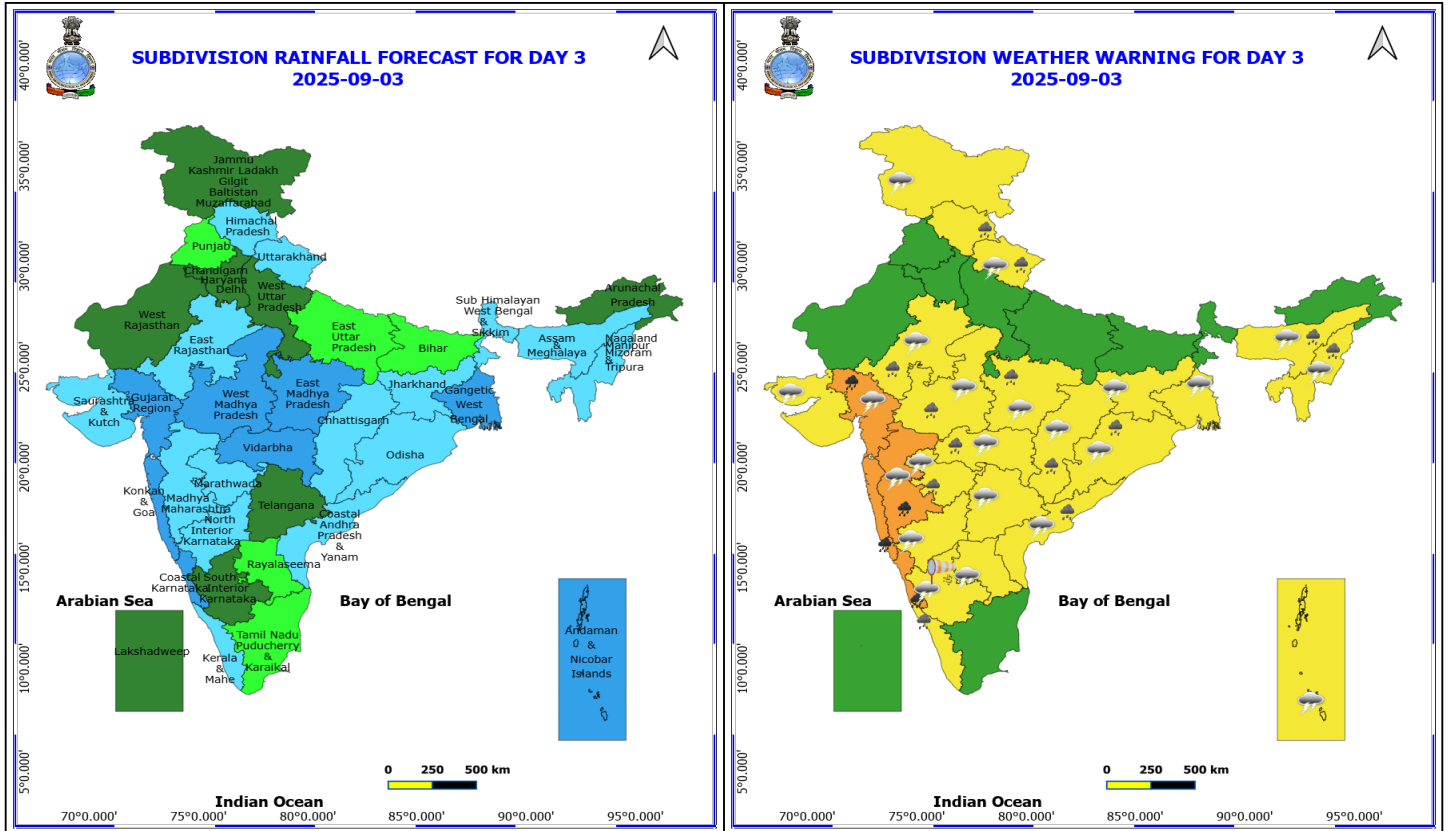 SUBDIVISION RAINFALL FORECAST FOR DAY 3
2025-09-03
40°0.000'
35°0.000'
30°0.000'
25°0.000'
20°0.000'
15°0.000'
10°0.000'
5°0.000'
Jammu
Kashmir Ladakh
Gilgit
Baltistan
Muzaffarabad
Himachal
Pradesh
Punjab
Uttarakhand
Chandigarh
Haryana
Delhi
West
Uttar
Pradesh
Arunachal
Pradesh
West
Rajasthan
Sub Himalayan
West Bengal
&
Sikkim
East
Uttar
Pradesh
Bihar
East
Rajasthan
Assam
&
Meghalaya
Nagaland
Manipur
Mizoram
&
Tripura
Saurashtra
&
Kutch
Gujarat
Region
West
Madhya
Pradesh
East
Madhya
Pradesh
Jharkhand
Gangetic
West
Bengal
Chhattisgarh
Vidarbha
Odisha
Konkan
&
Goa
Marathwada
Madhya
Maharashtra
Telangana
North
Interior
Karnataka
Coastal
Andhra
Pradesh
&
Yanam
Rayalaseema
Coastal
Karnataka
South
Interior
Karnataka
Arabian Sea
Bay of Bengal
Lakshadweep
Tamil Nadu
Puducherry
&
Karaikal
Kerala
&
Mahe
Andaman
&
Nicobar
Islands
0 250 500 km
Indian Ocean
70°0.000' 75°0.000' 80°0.000' 85°0.000' 90°0.000' 95°0.000'
SUBDIVISION WEATHER WARNING FOR DAY 3
2025-09-03
40°0.000'
35°0.000'
30°0.000'
25°0.000'
20°0.000'
15°0.000'
10°0.000'
5°0.000'
Arabian Sea
Bay of Bengal
0 250 500 km
Indian Ocean
70°0.000' 75°0.000' 80°0.000' 85°0.000' 90°0.000' 95°0.000'